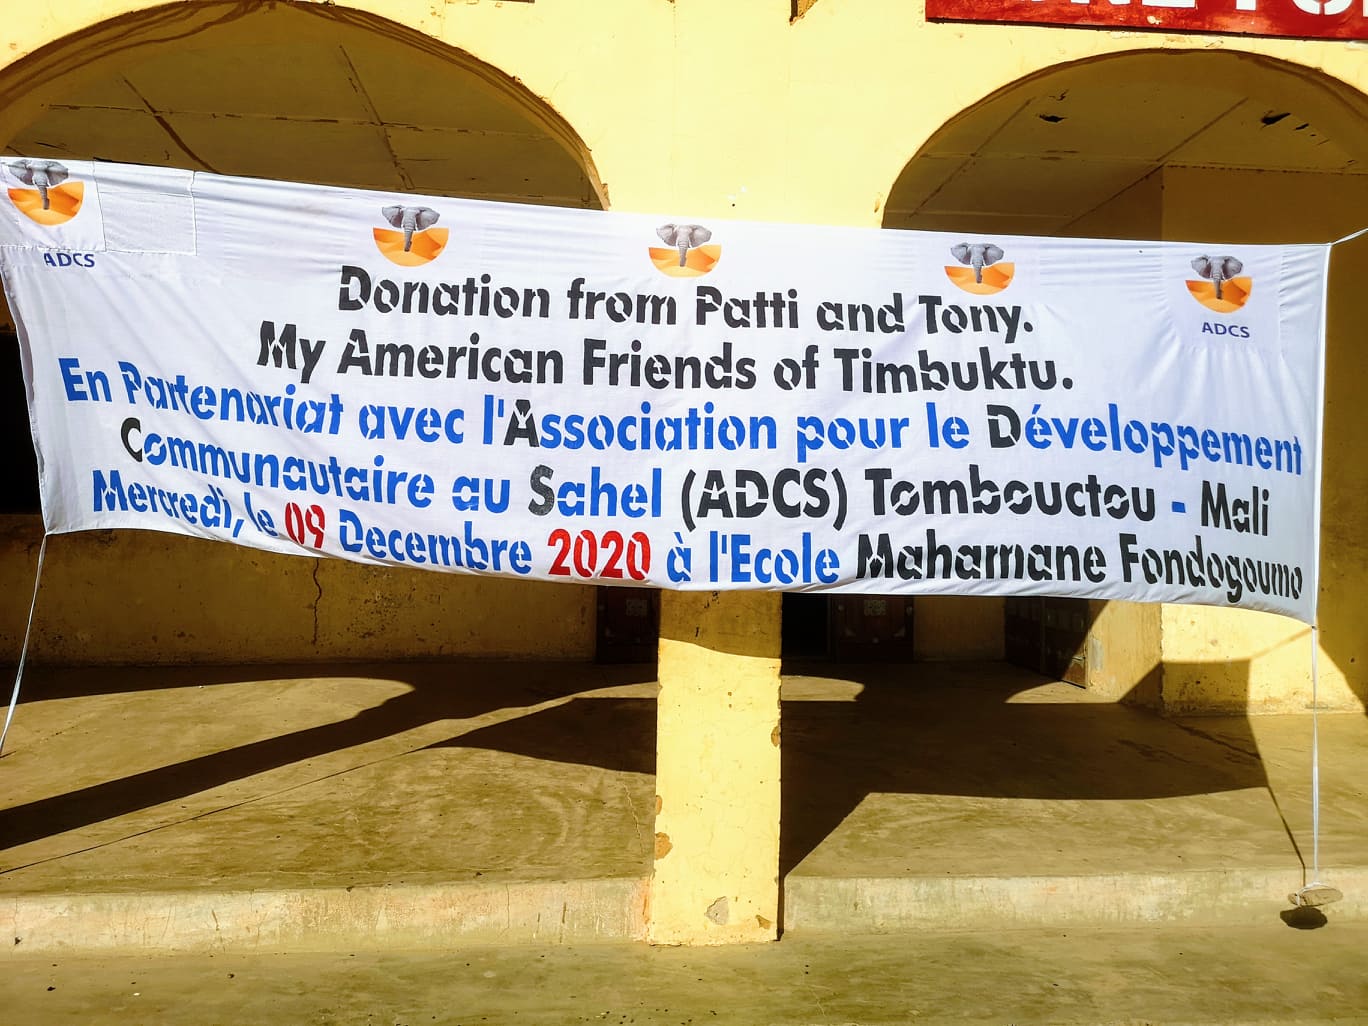 ADCS
ADCS
Donation from Patti and Tony.
My American Friends of Timbuktu.
En Partenariat avec l'Association pour le Développement
Communautaire au Sahel (ADCS) Tombouctou - Mali
Mercredi, le 09 Decembre 2020 à l'Ecole Mahamane Fondogoumo